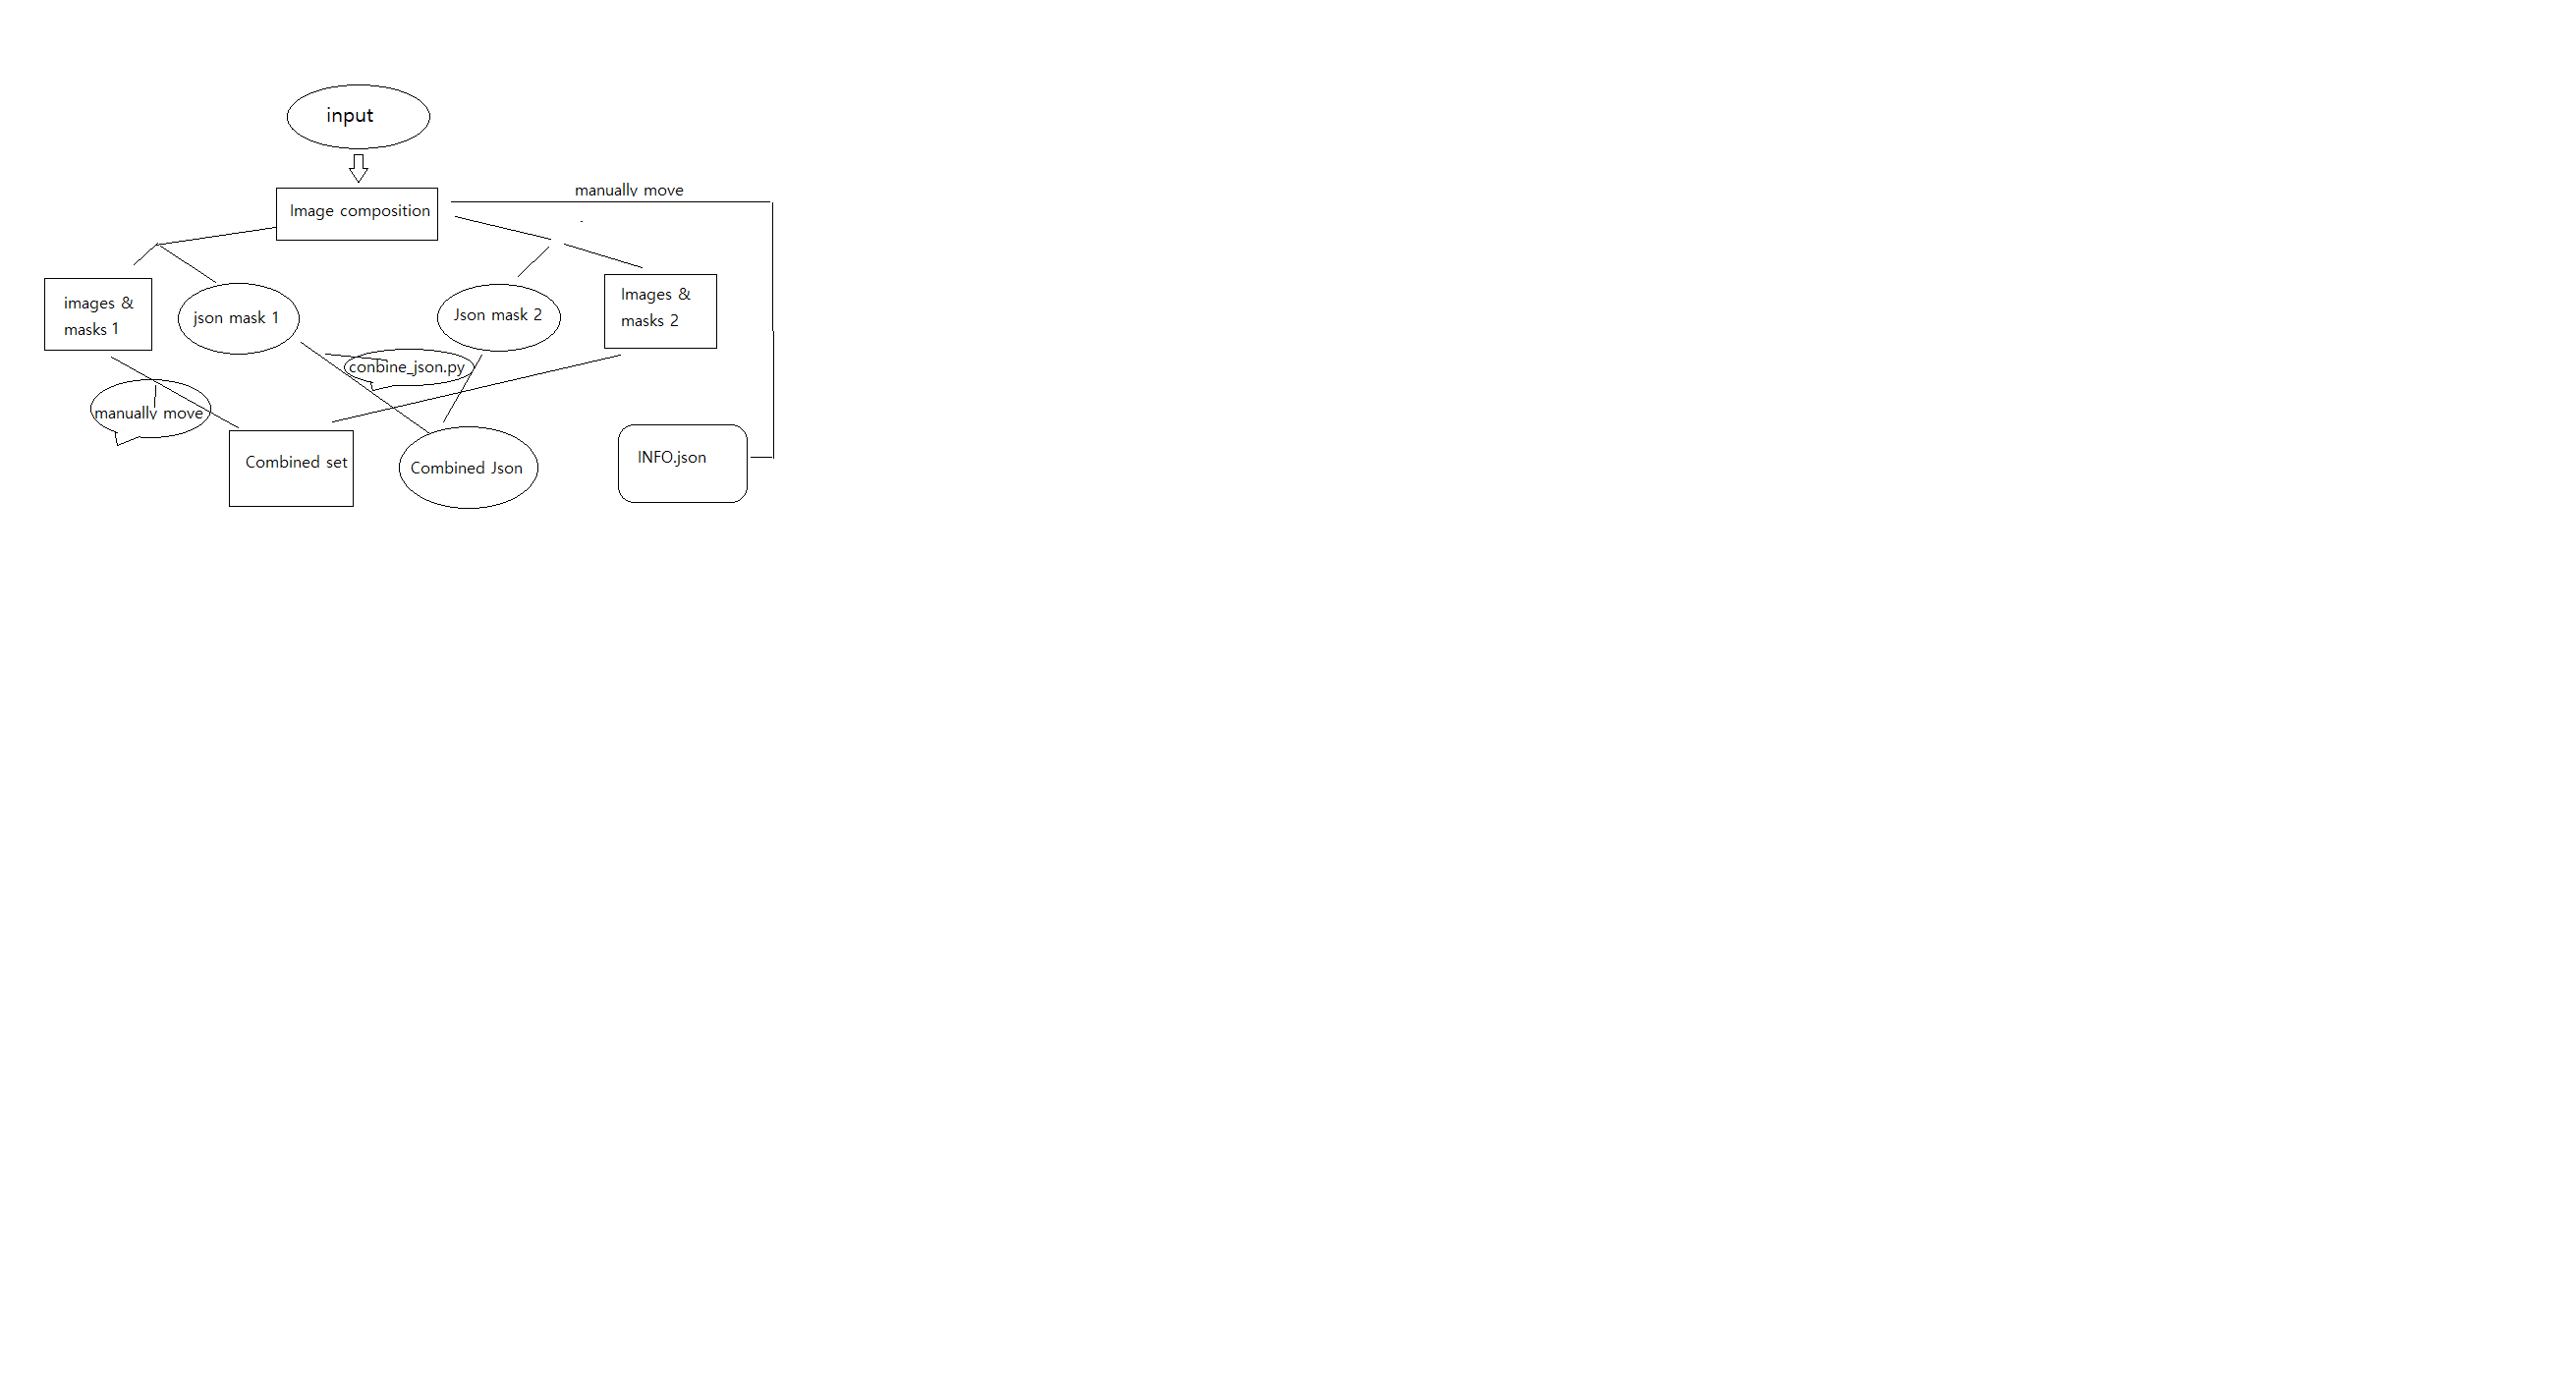 input
manually move
Image composition
images &
masks 1
json mask 1
Json mask 2
Images &
masks 2
conbine_json.py
manually move
Combined set
Combined Json
INFO.json